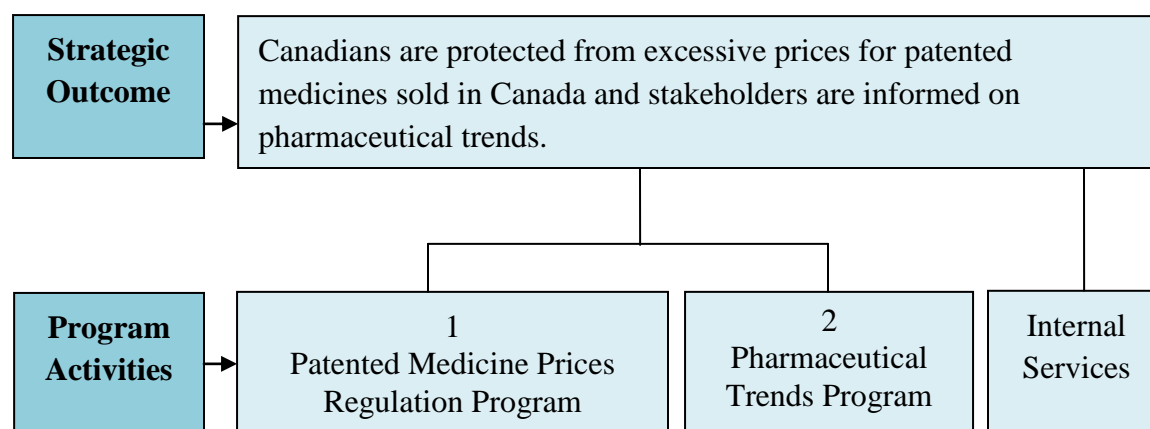 Strategic
Outcome
Canadians are protected from excessive prices for patented
medicines sold in Canada and stakeholders are informed on
pharmaceutical trends.
Program
Activities
1
Patented Medicine Prices
Regulation Program
2
Pharmaceutical
Trends Program
Internal
Services